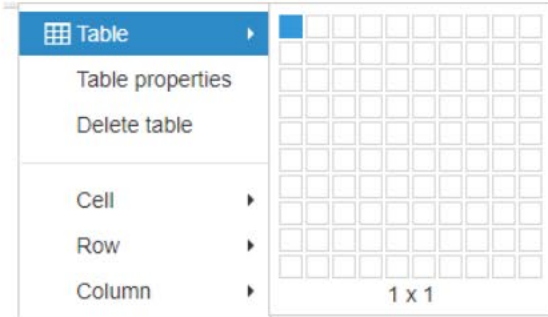 Table
Table properties
Delete table
Cell
Row
Column
1 x 1